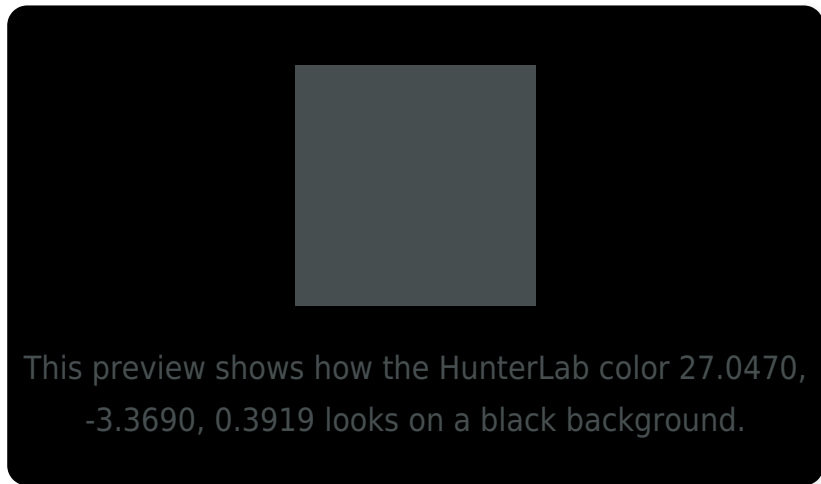 This preview shows how the HunterLab color 27.0470,
-3.3690, 0.3919 looks on a black background.